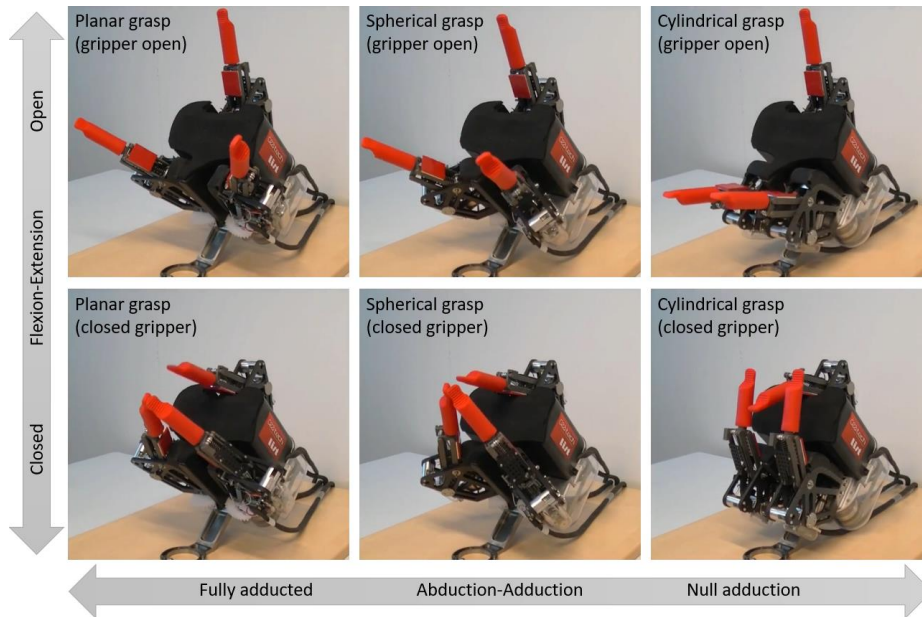 Planar grasp
(gripper open)
Spherical grasp
(gripper open)
Cylindrical grasp
(gripper open)
Open
Flexion-Extension
Planar grasp
(closed gripper)
Spherical grasp
(closed gripper)
Cylindrical grasp
(closed gripper)
Closed
Fully adducted
Abduction-Adduction
Null adduction